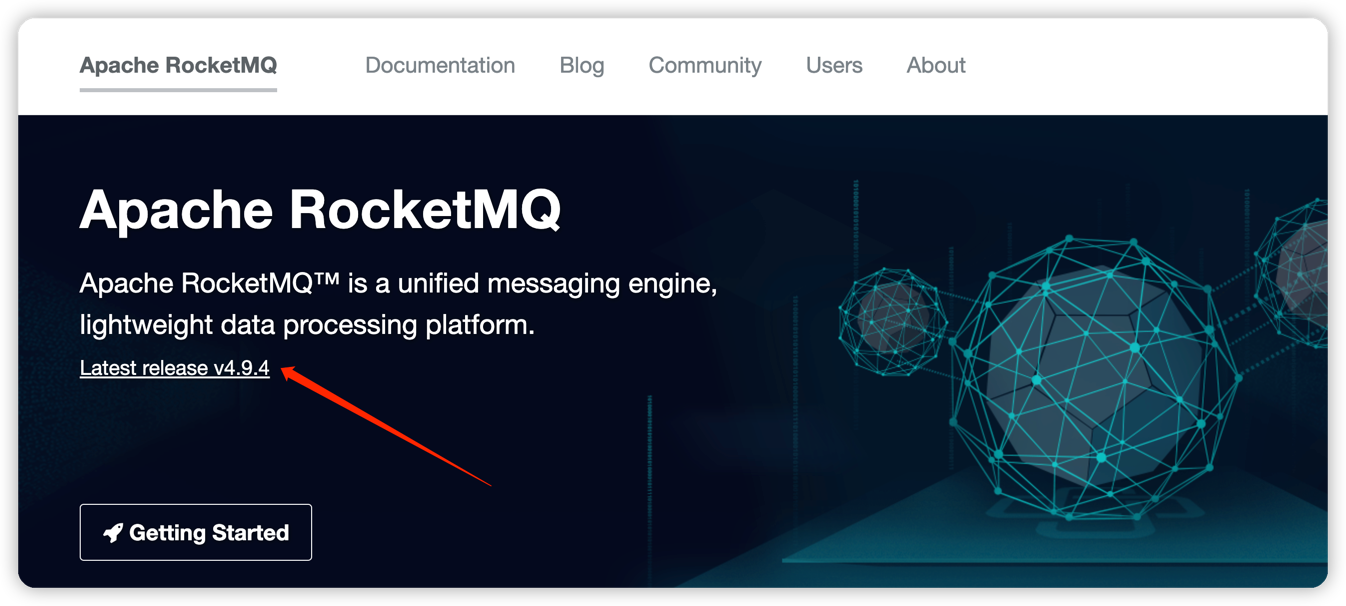 Apache RocketMQ Documentation Blog Community Users About
Apache RocketMQ
Apache RocketMQ™ is a unified messaging engine,
lightweight data processing platform.
Latest release v4.9.4
Getting Started